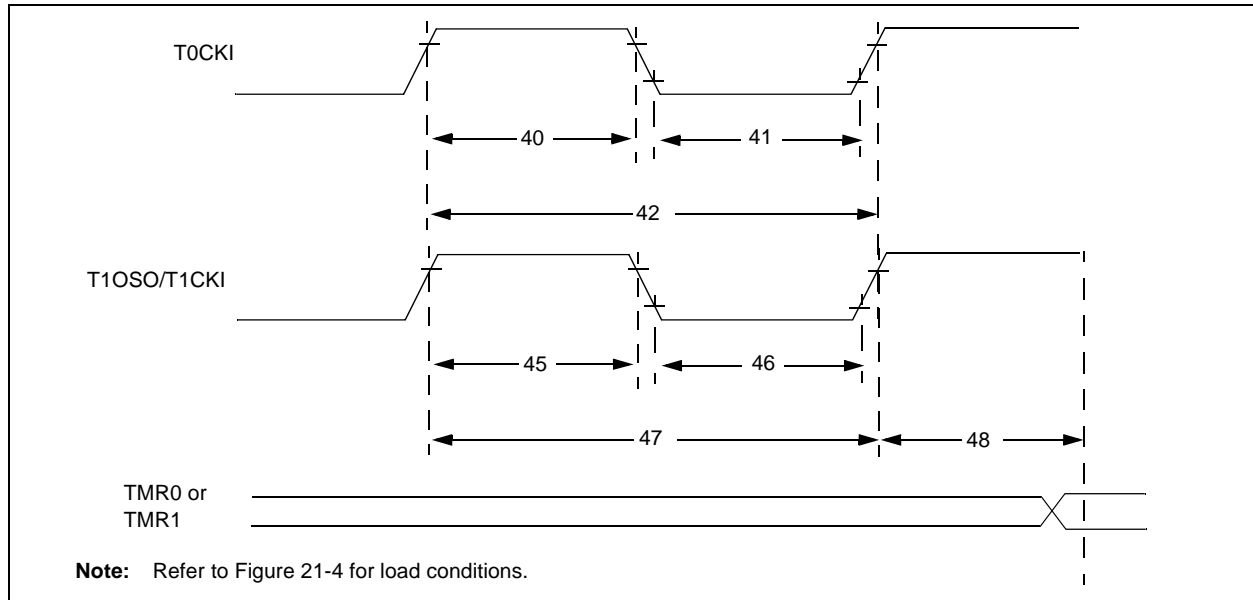 T0CKI
40
41
42
T1OSO/T1CKI
45
46
47
48
TMR0 or
TMR1
Note: Refer to Figure 21-4 for load conditions.